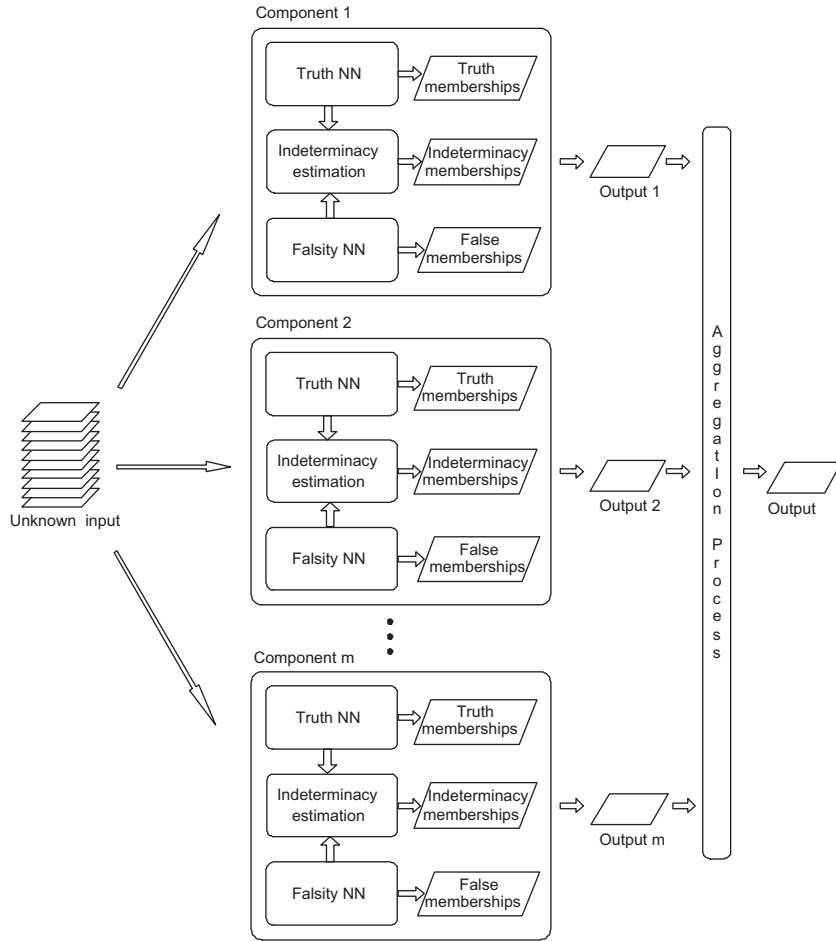 Component 1
Truth NN
Truth
memberships
Indeterminacy
estimation
Indeterminacy
memberships
Falsity NN
False
memberships
Output 1
Component 2
Truth NN
Truth
memberships
Indeterminacy
estimation
Indeterminacy
memberships
Falsity NN
False
memberships
Output 2
Unknown input
Component m
Truth NN
Truth
memberships
Indeterminacy
estimation
Indeterminacy
memberships
Falsity NN
False
memberships
Output m
Aggregation Process
Output